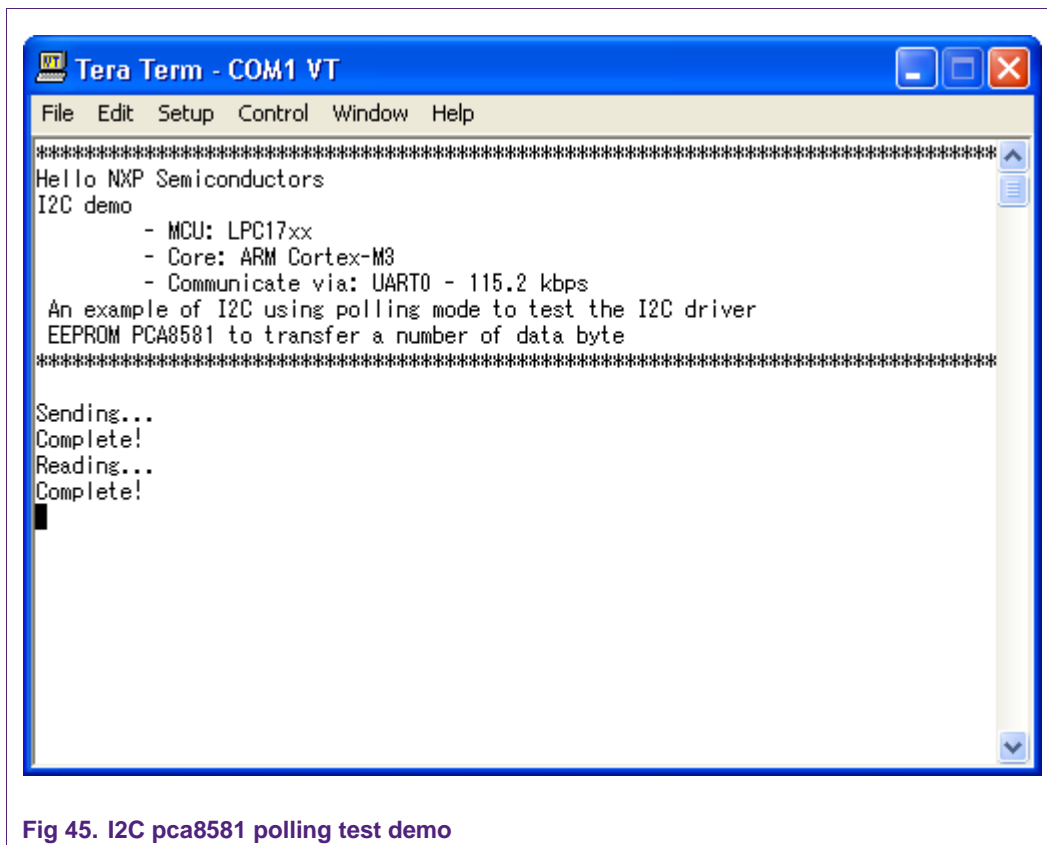 Tera Term - COM1 VT
File Edit Setup Control Window Help
********************************************************************************
Hello NXP Semiconductors
I2C demo
- MCU: LPC17xx
- Core: ARM Cortex-M3
- Communicate via: UART0 - 115.2 kbps
An example of I2C using polling mode to test the I2C driver
EEPROM PCA8581 to transfer a number of data byte
********************************************************************************
Sending...
Complete!
Reading...
Complete!
Fig 45. I2C pca8581 polling test demo